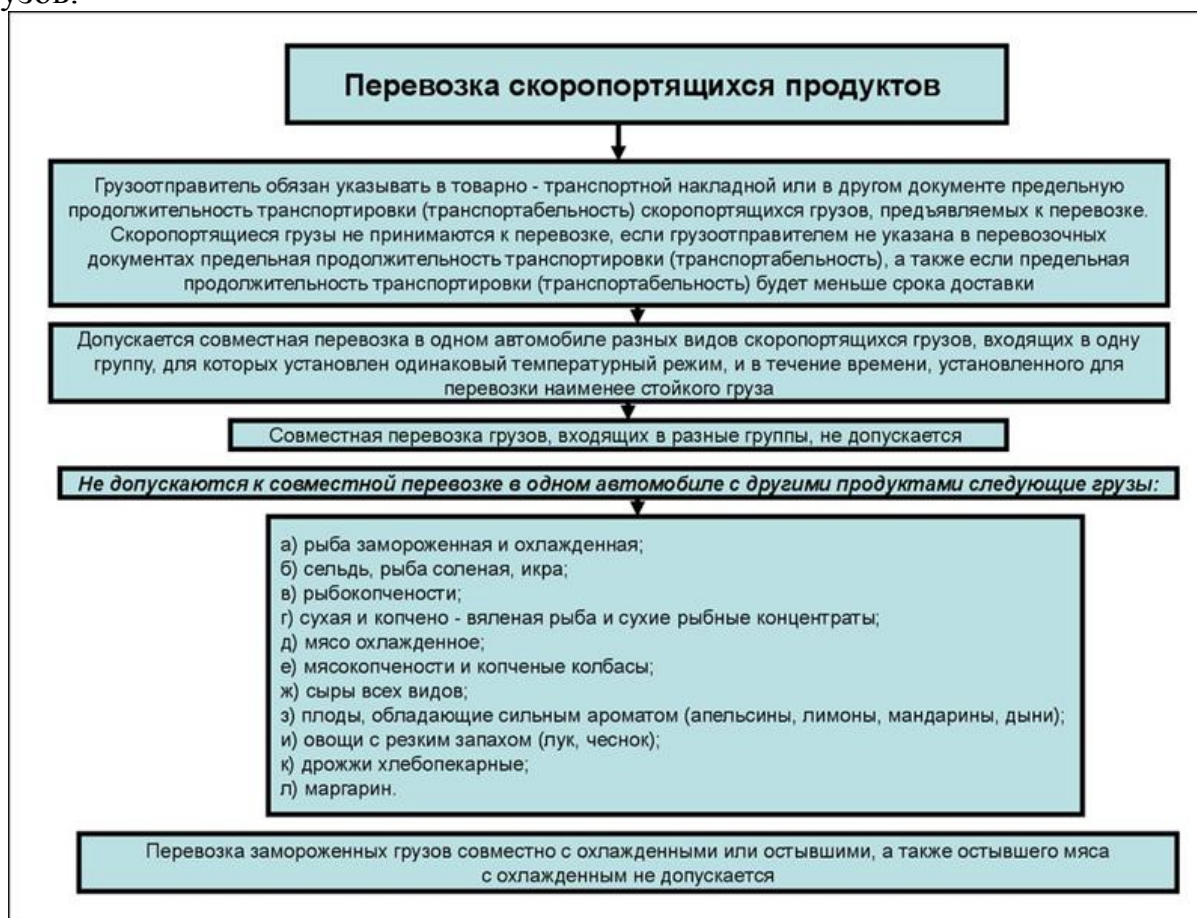 Перевозка скоропортящихся продуктов
Грузоотправитель обязан указывать в товарно - транспортной накладной или в другом документе предельную
продолжительность транспортировки (транспортабельность) скоропортящихся грузов, предъявляемых к перевозке.
Скоропортящиеся грузы не принимаются к перевозке, если грузоотправителем не указана в перевозочных
документах предельная продолжительность транспортировки (транспортабельность), а также если предельная
продолжительность транспортировки (транспортабельность) будет меньше срока доставки
Допускается совместная перевозка в одном автомобиле разных видов скоропортящихся грузов, входящих в одну
группу, для которых установлен одинаковый температурный режим, и в течение времени, установленного для
перевозки наименее стойкого груза
Совместная перевозка грузов, входящих в разные группы, не допускается
Не допускаются к совместной перевозке в одном автомобиле с другими продуктами следующие грузы:
а) рыба замороженная и охлажденная;
б) сельдь, рыба соленая, икра;
в) рыбокопчености;
г) сухая и копчено - вяленая рыба и сухие рыбные концентраты;
д) мясо охлажденное;
е) мясокопчености и копченые колбасы;
ж) сыры всех видов;
з) плоды, обладающие сильным ароматом (апельсины, лимоны, мандарины, дыни);
и) овощи с резким запахом (лук, чеснок);
к) дрожжи хлебопекарные;
л) маргарин.
Перевозка замороженных грузов совместно с охлажденными или остывшими, а также остывшего мяса
с охлажденным не допускается